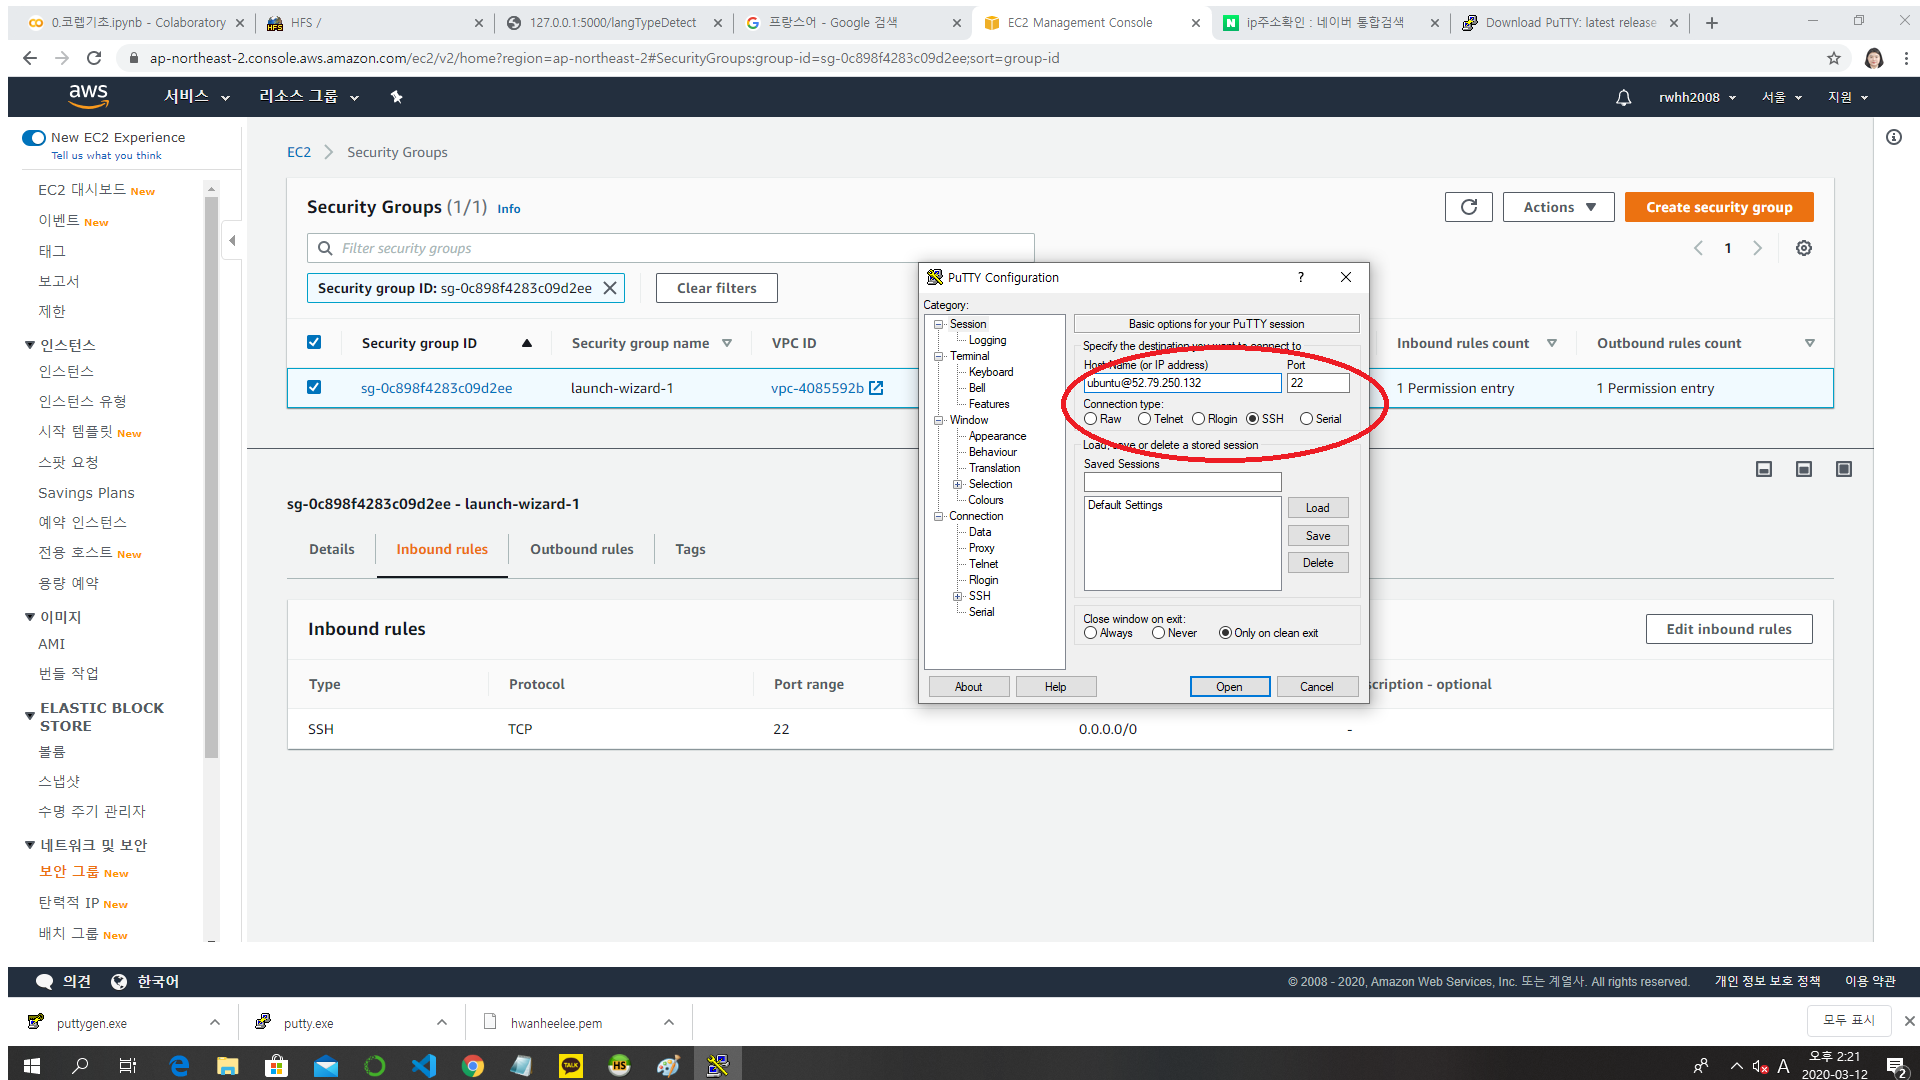 0.코렙기초.ipynb - Colaboratory
HFS /
127.0.0.1:5000/langTypeDetect
프랑스어 - Google 검색
EC2 Management Console
ip주소확인 : 네이버 통합검색
Download PuTTY: latest release
ap-northeast-2.console.aws.amazon.com/ec2/v2/home?region=ap-northeast-2#SecurityGroups:group-id=sg-0c898f4283c09d2ee;sort=group-id
aws 서비스 리소스 그룹 rwhh2008 서울 지원
New EC2 Experience
Tell us what you think
EC2 대시보드 New
이벤트 New
태그
보고서
제한
인스턴스
인스턴스
인스턴스 유형
시작 템플릿 New
스팟 요청
Savings Plans
예약 인스턴스
전용 호스트 New
용량 예약
이미지
AMI
번들 작업
ELASTIC BLOCK
STORE
볼륨
스냅샷
수명 주기 관리자
네트워크 및 보안
보안 그룹 New
탄력적 IP New
배치 그룹 New
EC2 Security Groups
Security Groups (1/1) Info
Actions
Create security group
Filter security groups
1
Security group ID: sg-0c898f4283c09d2ee
Clear filters
Security group ID Security group name VPC ID Inbound rules count Outbound rules count
sg-0c898f4283c09d2ee launch-wizard-1 vpc-4085592b 1 Permission entry 1 Permission entry
sg-0c898f4283c09d2ee - launch-wizard-1
Details Inbound rules Outbound rules Tags
Inbound rules
Edit inbound rules
Type Protocol Port range scription - optional
SSH TCP 22 0.0.0.0/0 -
PuTTY Configuration
? 
Category:
Session
Logging
Terminal
Keyboard
Bell
Features
Window
Appearance
Behaviour
Translation
Selection
Colours
Connection
Data
Proxy
Telnet
Rlogin
SSH
Serial
Basic options for your PuTTY session
Specify the destination you want to connect to
Host Name (or IP address) Port
ubuntu@52.79.250.132 22
Connection type:
Raw Telnet Rlogin SSH Serial
Load, save or delete a stored session
Saved Sessions
Default Settings
Load
Save
Delete
Close window on exit:
Always Never Only on clean exit
About Help Open Cancel
의견 한국어
© 2008 - 2020, Amazon Web Services, Inc. 또는 계열사. All rights reserved. 개인 정보 보호 정책 이용 약관
puttygen.exe putty.exe hwanheelee.pem 모두 표시
TALK
HS
A
오후 2:21
2020-03-12
2